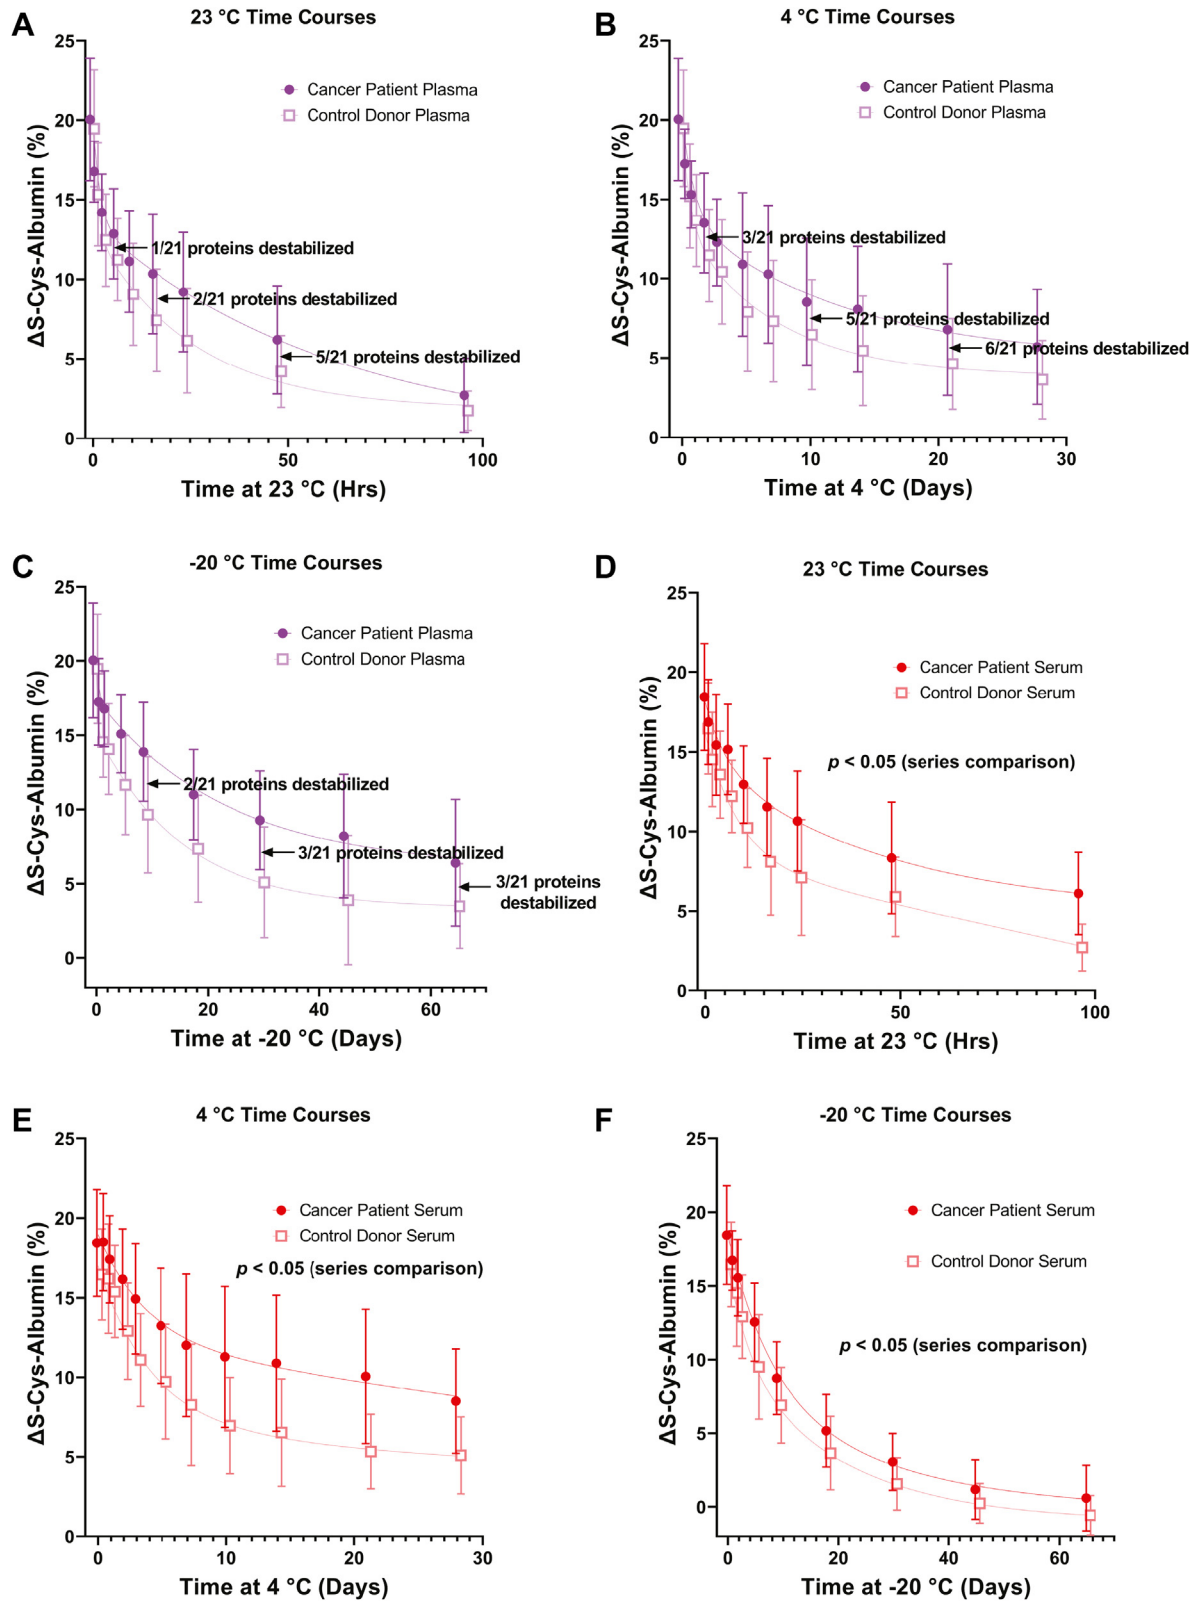 A
23 °C Time Courses
25
20
15
10
5
0
ΔS-Cys-Albumin (%)
Cancer Patient Plasma
Control Donor Plasma
1/21 proteins destabilized
2/21 proteins destabilized
5/21 proteins destabilized
0
50
100
Time at 23 °C (Hrs)
B
4 °C Time Courses
25
20
15
10
5
0
ΔS-Cys-Albumin (%)
Cancer Patient Plasma
Control Donor Plasma
3/21 proteins destabilized
5/21 proteins destabilized
6/21 proteins destabilized
0
10
20
30
Time at 4 °C (Days)
C
-20 °C Time Courses
25
20
15
10
5
0
ΔS-Cys-Albumin (%)
Cancer Patient Plasma
Control Donor Plasma
2/21 proteins destabilized
3/21 proteins destabilized
3/21 proteins
destabilized
0
20
40
60
Time at -20 °C (Days)
D
23 °C Time Courses
25
20
15
10
5
0
ΔS-Cys-Albumin (%)
Cancer Patient Serum
Control Donor Serum
p < 0.05 (series comparison)
0
50
100
Time at 23 °C (Hrs)
E
4 °C Time Courses
25
20
15
10
5
0
ΔS-Cys-Albumin (%)
Cancer Patient Serum
Control Donor Serum
p < 0.05 (series comparison)
0
10
20
30
Time at 4 °C (Days)
F
-20 °C Time Courses
25
20
15
10
5
0
ΔS-Cys-Albumin (%)
Cancer Patient Serum
Control Donor Serum
p < 0.05 (series comparison)
0
20
40
60
Time at -20 °C (Days)